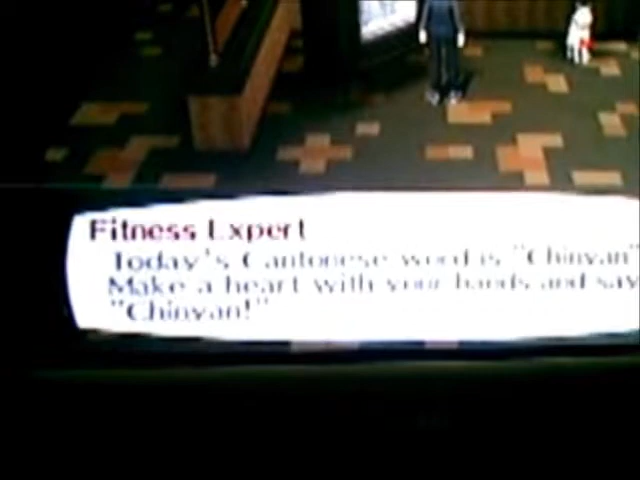 Fitness Expert
Today's Cantonese word is "Chinyan"
Make a heart with your hands and say
"Chinyan!"